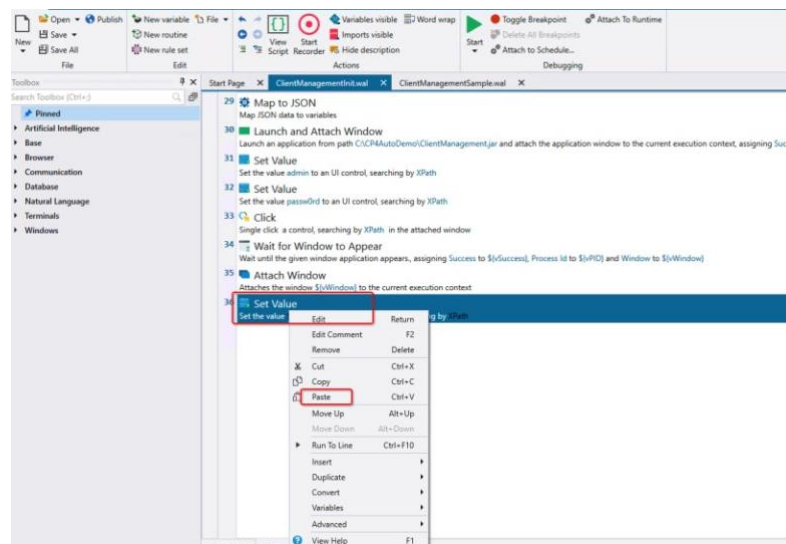 Open Publish New variable File Variables visible Word wrap Toggle Breakpoint Attach To Runtime
Save New routine Imports visible Delete All Breakpoints
New Save All New rule set View Script Start Recorder Hide description Start Attach to Schedule...
File Edit Actions Debugging
Toolbox
Start Page ClientManagementInit.wal ClientManagementSample.wal
Search Toolbox (Ctrl+;)
Pinned
Artificial Intelligence
Base
Browser
Communication
Database
Natural Language
Terminals
Windows
29 Map to JSON
Map JSON data to variables
30 Launch and Attach Window
Launch an application from path C:\CP4AutoDemo\ClientManagement.jar and attach the application window to the current execution context, assigning Suc
31 Set Value
Set the value admin to an UI control, searching by XPath
32 Set Value
Set the value passw0rd to an UI control, searching by XPath
33 Click
Single click a control, searching by XPath in the attached window
34 Wait for Window to Appear
Wait until the given window application appears., assigning Success to ${vSuccess}, Process Id to ${vPID} and Window to ${vWindow}
35 Attach Window
Attaches the window ${vWindow} to the current execution context
36 Set Value
Set the value g by XPath
Edit Return
Edit Comment F2
Remove Delete
Cut Ctrl+X
Copy Ctrl+C
Paste Ctrl+V
Move Up Alt+Up
Move Down Alt+Down
Run To Line Ctrl+F10
Insert
Duplicate
Convert
Variables
Advanced
View Help F1